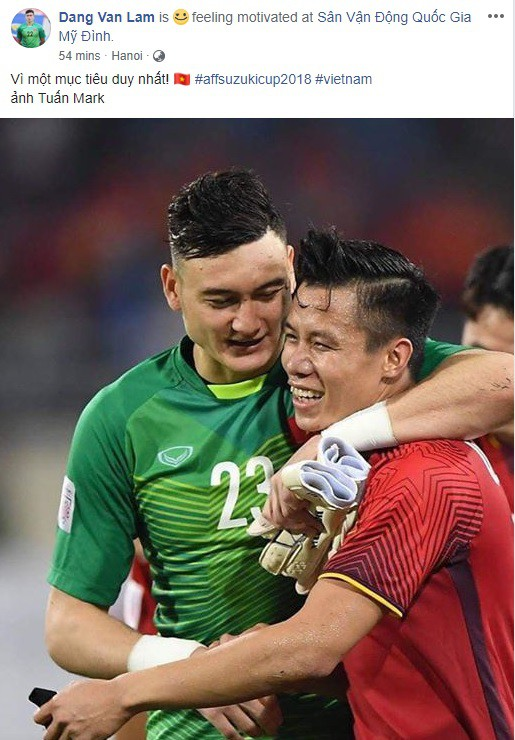 Dang Van Lam is feeling motivated at Sân Vận Động Quốc Gia
Mỹ Đình.
54 mins · Hanoi ·
Vì một mục tiêu duy nhất! 🇻🇳 #affsuzukicup2018 #vietnam
ảnh Tuấn Mark
23